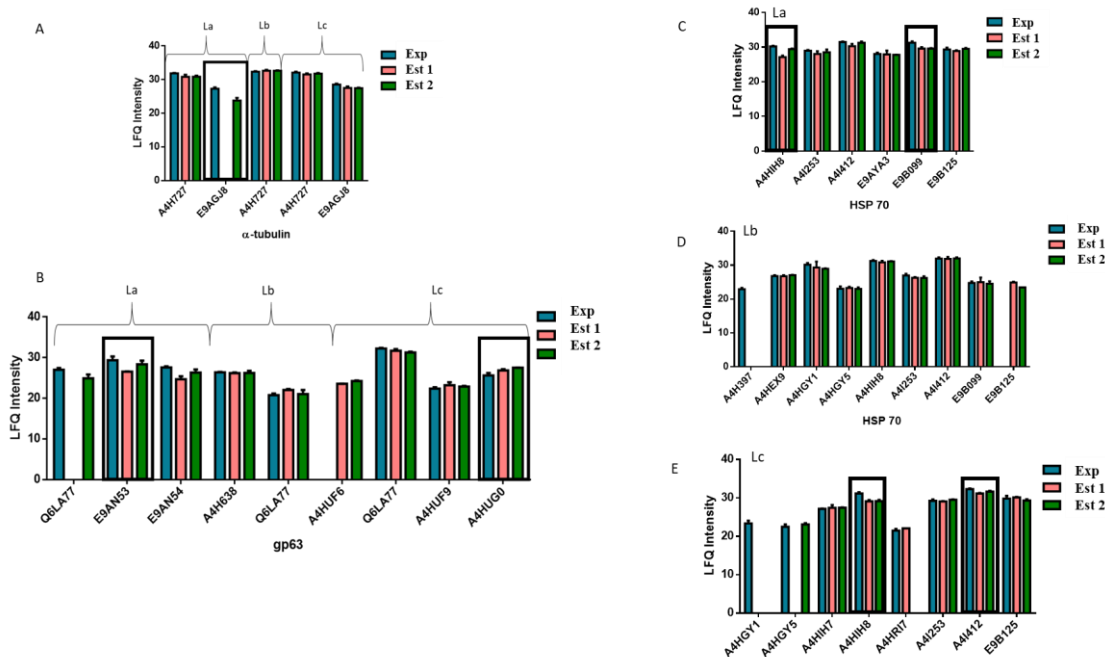 A
La
Lb
Lc
40
30
20
10
0
LFQ Intensity
Exp
Est 1
Est 2
A4H727
E9AGJ8
A4H727
A4H727
E9AGJ8
α-tubulin
B
La
Lb
Lc
40
30
20
10
0
LFQ Intensity
Exp
Est 1
Est 2
Q6LA77
E9AN53
E9AN54
A4H638
Q6LA77
A4HUF6
Q6LA77
A4HUF9
A4HUG0
gp63
C
La
40
30
20
10
0
LFQ Intensity
Exp
Est 1
Est 2
A4HIH8
A4I253
A4I412
E9AYA3
E9B099
E9B125
HSP 70
D
Lb
40
30
20
10
0
LFQ Intensity
Exp
Est 1
Est 2
A4H397
A4HEX9
A4HGY1
A4HGY5
A4HIH8
A4I253
A4I412
E9B099
E9B125
HSP 70
E
Lc
40
30
20
10
0
LFQ Intensity
Exp
Est 1
Est 2
A4HGY1
A4HGY5
A4HIH7
A4HIH8
A4HRI7
A4I253
A4I412
E9B125